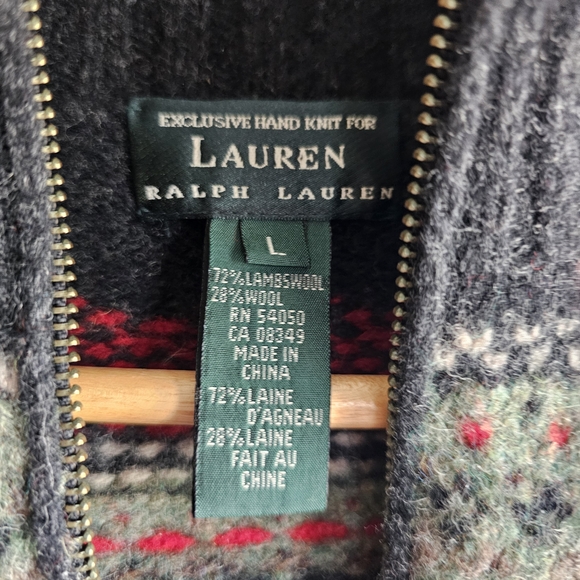 EXCLUSIVE HAND KNIT FOR
LAUREN
RALPH LAUREN
L
72%LAMBSWOOL
28%WOOL
RN 54050
CA 08349
MADE IN
CHINA
72%LAINE
D'AGNEAU
28%LAINE
FAIT AU
CHINE